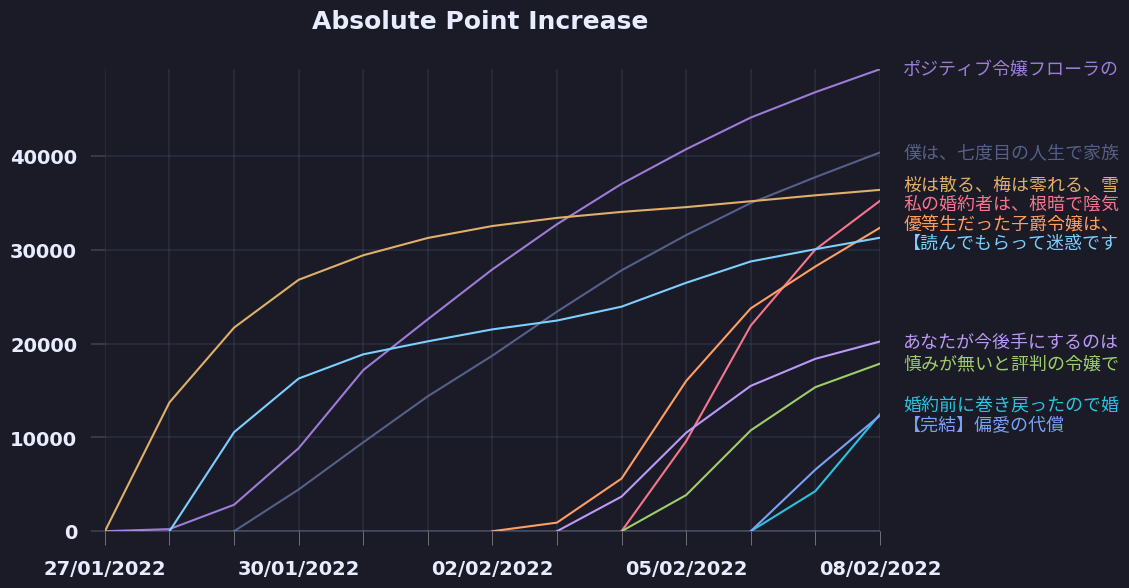 Absolute Point Increase
ポジティブ令嬢フローラの
僕は、七度目の人生で家族
桜は散る、梅は零れる、雪
私の婚約者は、根暗で陰気
優等生だった子爵令嬢は、
【読んでもらって迷惑です
あなたが今後手にするのは
慎みが無いと評判の令嬢で
婚約前に巻き戻ったので婚
【完結】偏愛の代償
40000
30000
20000
10000
0
27/01/2022
30/01/2022
02/02/2022
05/02/2022
08/02/2022